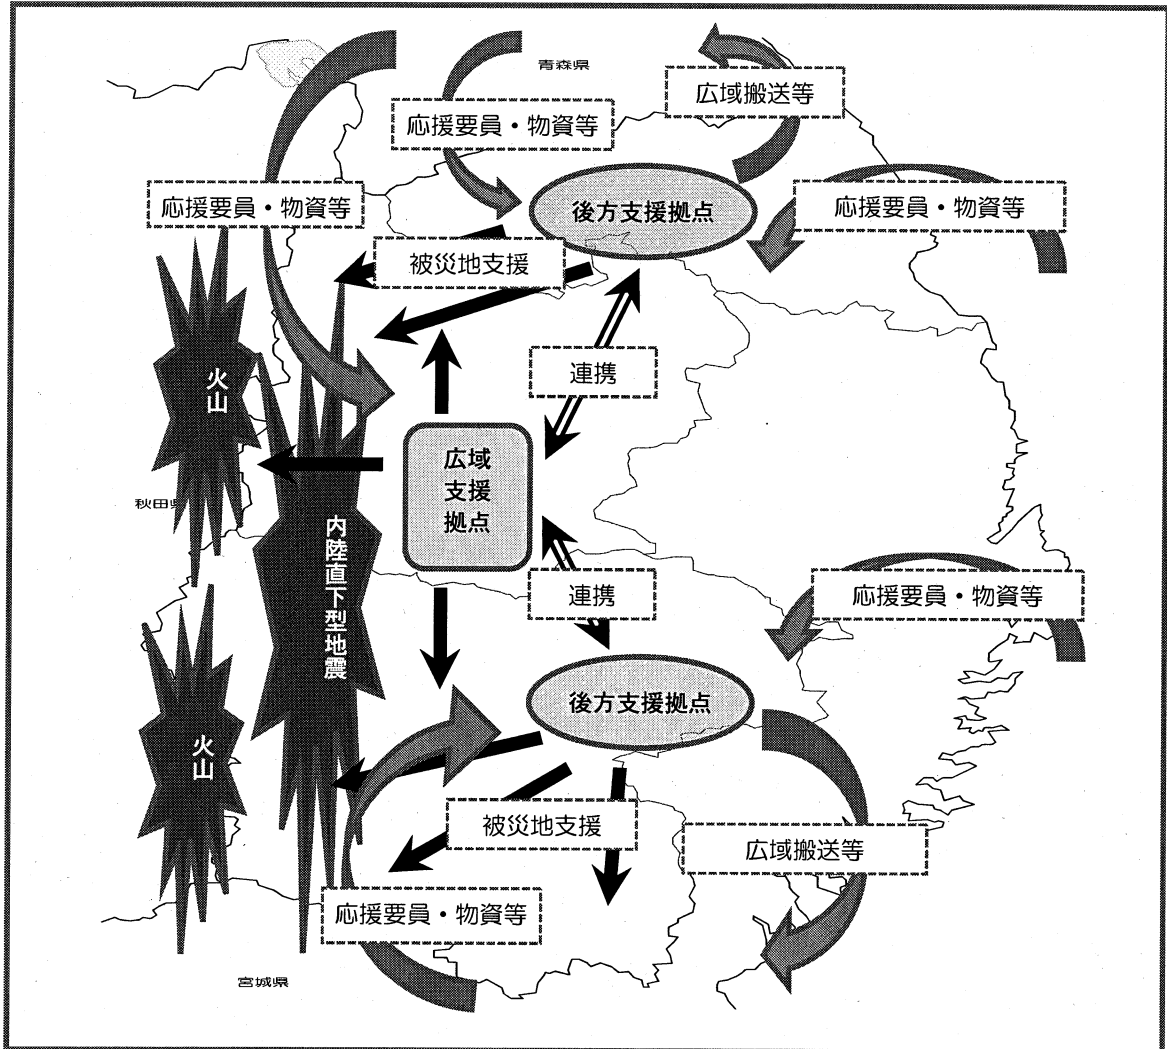 青森県
広域搬送等
応援要員・物資等
応援要員・物資等
後方支援拠点
応援要員・物資等
被災地支援
連携
火山
広域
支援
拠点
秋田県
内陸直下型地震
連携
応援要員・物資等
後方支援拠点
火山
被災地支援
広域搬送等
応援要員・物資等
宮城県